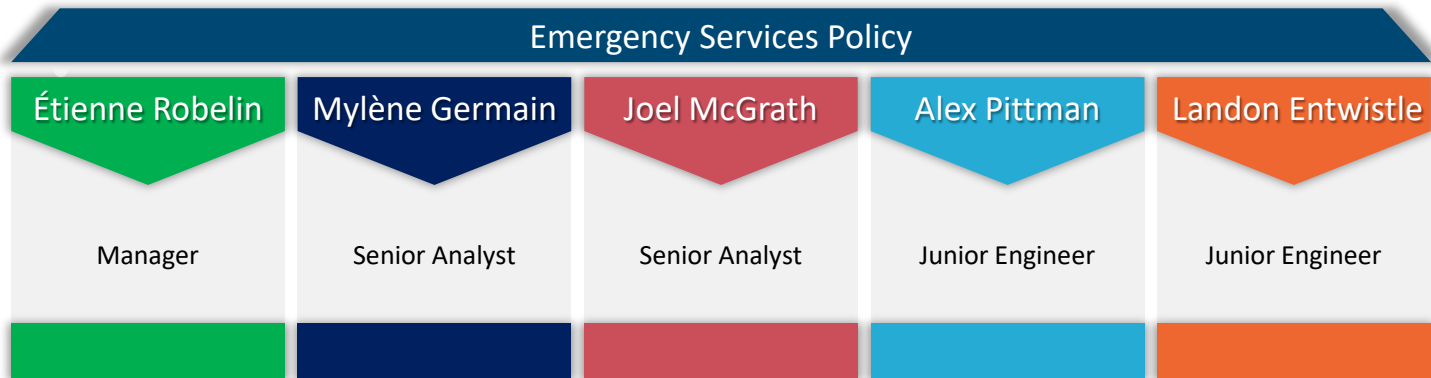 Emergency Services Policy
Étienne Robelin
Mylène Germain
Joel McGrath
Alex Pittman
Landon Entwistle
Manager
Senior Analyst
Senior Analyst
Junior Engineer
Junior Engineer